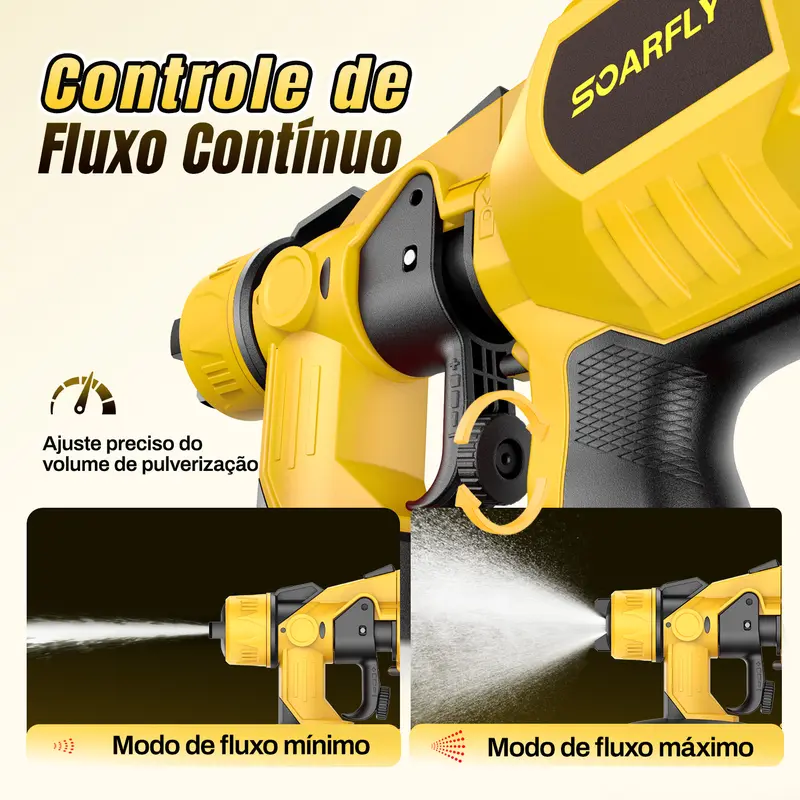 Controle de
Fluxo Contínuo
SOARFLY
Ajuste preciso do
volume de pulverização
Modo de fluxo mínimo
Modo de fluxo máximo